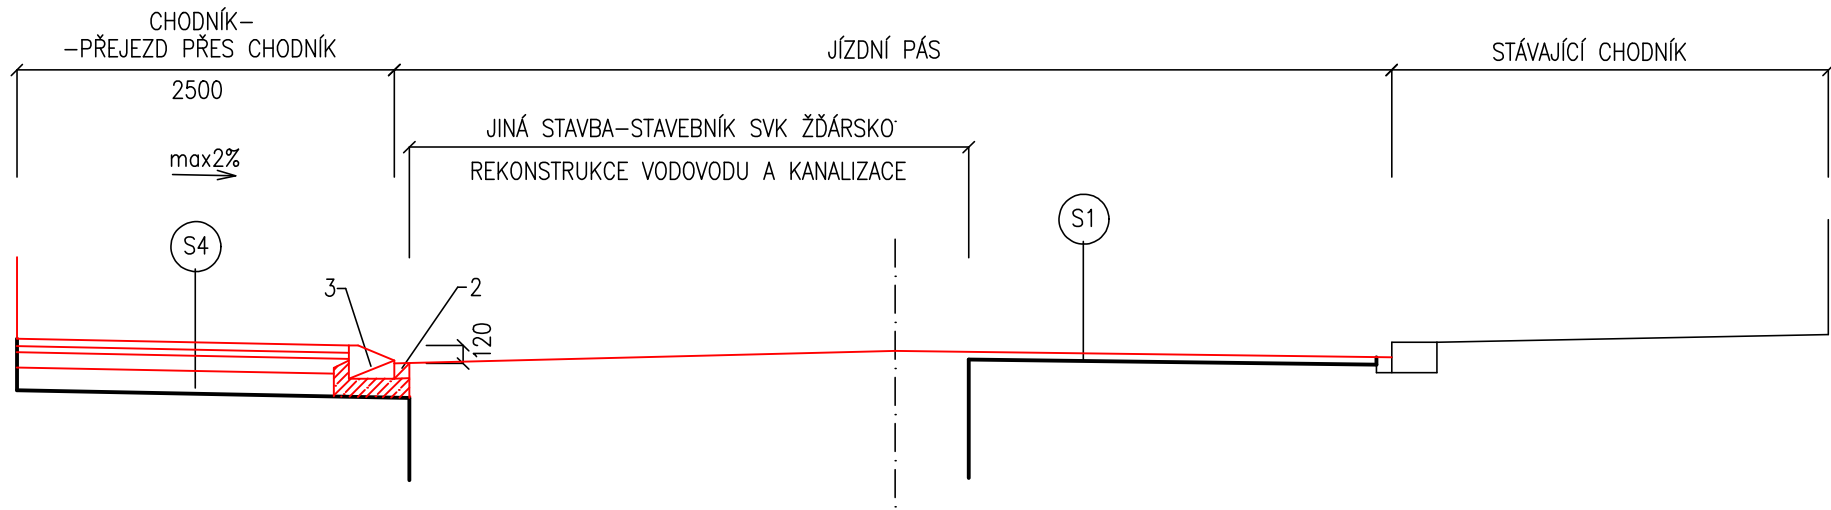 CHODNÍK-
-PŘEJEZD PŘES CHODNÍK
JÍZDNÍ PÁS
STÁVAJÍCÍ CHODNÍK
2500
JINÁ STAVBA-STAVEBNÍK SVK ŽĎÁRSKO
REKONSTRUKCE VODOVODU A KANALIZACE
max2%
S4
S1
3
2
120